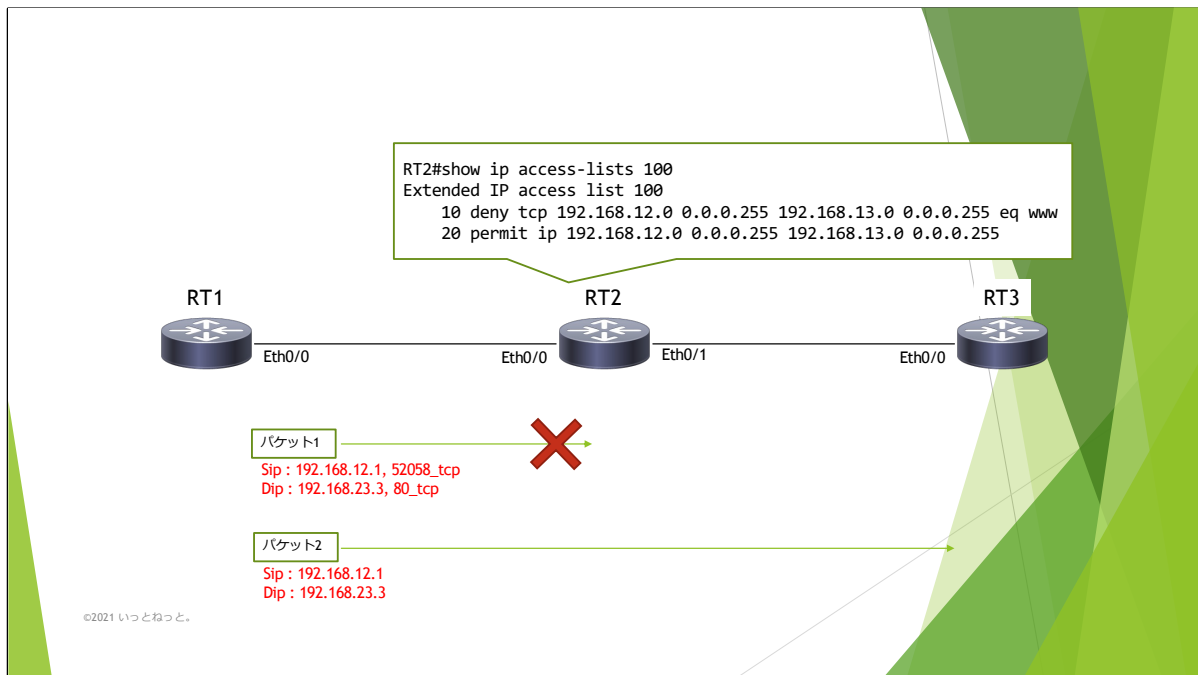 RT2#show ip access-lists 100
Extended IP access list 100
10 deny tcp 192.168.12.0 0.0.0.255 192.168.13.0 0.0.0.255 eq www
20 permit ip 192.168.12.0 0.0.0.255 192.168.13.0 0.0.0.255
RT1
RT2
RT3
Eth0/0
Eth0/0
Eth0/1
Eth0/0
パケット1
Sip : 192.168.12.1, 52058_tcp
Dip : 192.168.23.3, 80_tcp
パケット2
Sip : 192.168.12.1
Dip : 192.168.23.3
©2021 いっとねっと。